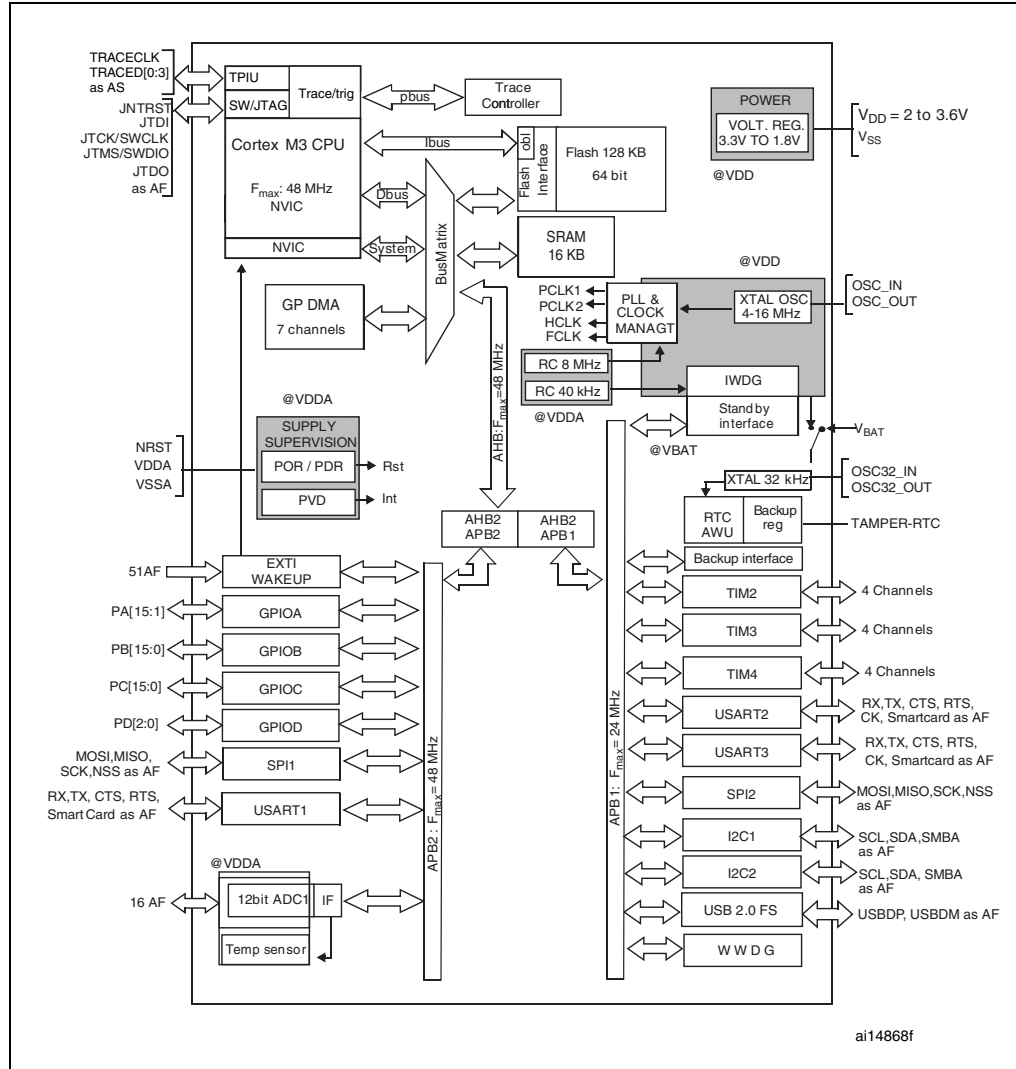 TRACECLK
TRACED[0:3]
as AS
JNTRST
JTDI
JTCK/SWCLK
JTMS/SWDIO
JTDO
as AF
TPIU
SW/JTAG
Trace/trig
Cortex M3 CPU
Fmax: 48 MHz
NVIC
NVIC
pbus
Trace
Controller
Ibus
Dbus
System
BusMatrix
Flash obl
Interface
Flash 128 KB
64 bit
SRAM
16 KB
POWER
VOLT. REG.
3.3V TO 1.8V
@VDD
VDD = 2 to 3.6V
VSS
GP DMA
7 channels
AHB: Fmax=48 MHz
@VDD
PCLK1
PCLK2
HCLK
FCLK
PLL &
CLOCK
MANAGT
XTAL OSC
4-16 MHz
OSC_IN
OSC_OUT
RC 8 MHz
RC 40 kHz
@VDDA
IWDG
Stand by
interface
@VBAT
VBAT
@VDDA
SUPPLY
SUPERVISION
POR / PDR
PVD
Rst
Int
NRST
VDDA
VSSA
XTAL 32 kHz
OSC32_IN
OSC32_OUT
RTC
AWU
Backup
reg
TAMPER-RTC
Backup interface
AHB2
APB2
AHB2
APB1
51AF
EXTI
WAKEUP
PA[15:1]
GPIOA
PB[15:0]
GPIOB
PC[15:0]
GPIOC
PD[2:0]
GPIOD
MOSI,MISO,
SCK,NSS as AF
SPI1
RX,TX, CTS, RTS,
SmartCard as AF
USART1
@VDDA
16 AF
12bit ADC1
IF
Temp sensor
APB2 : Fmax= 48 MHz
APB1 : Fmax= 24 MHz
TIM2
4 Channels
TIM3
4 Channels
TIM4
4 Channels
USART2
RX,TX, CTS, RTS,
CK, Smartcard as AF
USART3
RX,TX, CTS, RTS,
CK, Smartcard as AF
SPI2
MOSI,MISO,SCK,NSS
as AF
I2C1
SCL,SDA,SMBA
as AF
I2C2
SCL,SDA, SMBA
as AF
USB 2.0 FS
USBDP, USBDM as AF
W W D G
ai14868f